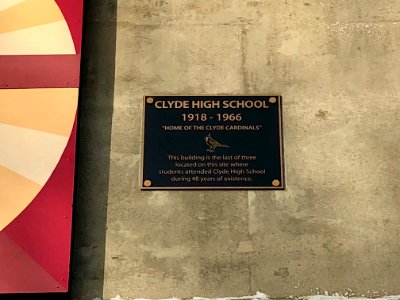 CLYDE HIGH SCHOOL
1918 - 1966
"HOME OF THE CLYDE CARDINALS"
This building is the last of three
located on this site where
students attended Clyde High School
during 48 years of existence.